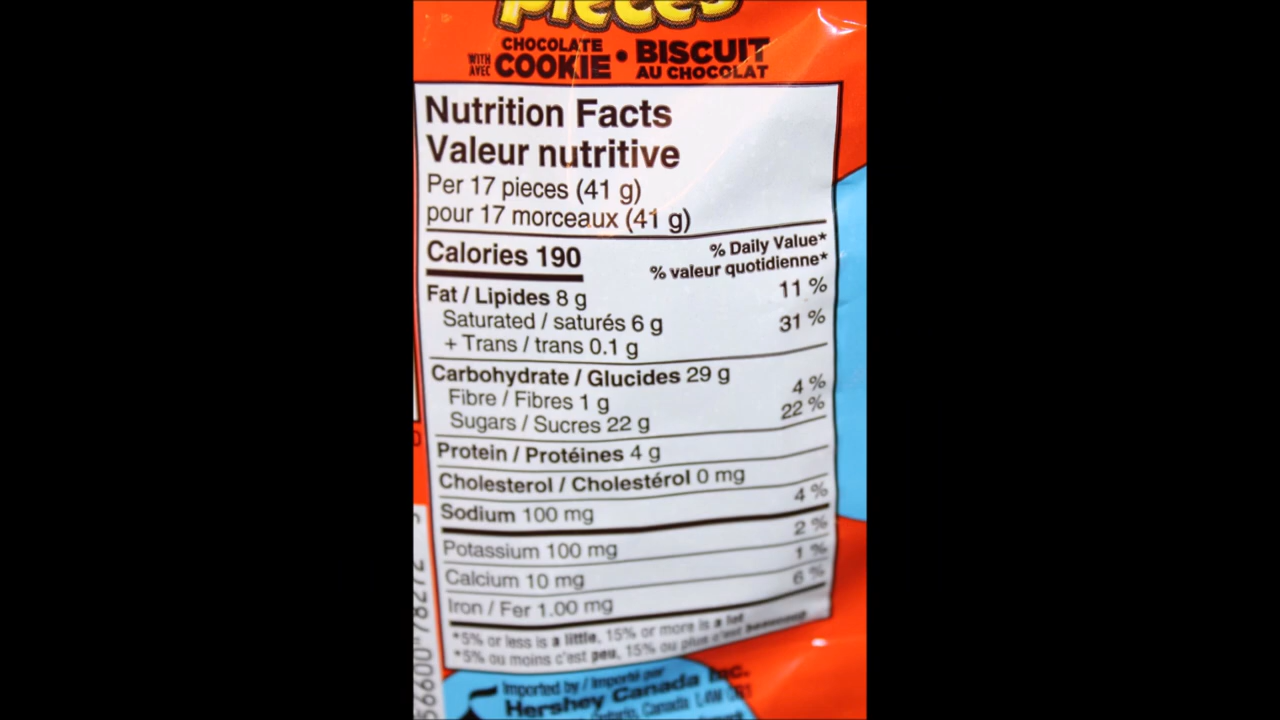 Pieces
WITH AVEC CHOCOLATE COOKIE • BISCUIT AU CHOCOLAT
Nutrition Facts
Valeur nutritive
Per 17 pieces (41 g)
pour 17 morceaux (41 g)
Calories 190
% Daily Value*
% valeur quotidienne*
Fat / Lipides 8 g 11 %
Saturated / saturés 6 g
+ Trans / trans 0.1 g 31 %
Carbohydrate / Glucides 29 g
Fibre / Fibres 1 g 4 %
Sugars / Sucres 22 g 22 %
Protein / Protéines 4 g
Cholesterol / Cholestérol 0 mg
Sodium 100 mg 4 %
Potassium 100 mg 2 %
Calcium 10 mg 1 %
Iron / Fer 1.00 mg 6 %
*5% or less is a little, 15% or more is a lot
*5% ou moins c'est peu, 15% ou plus c'est beaucoup
Imported by / Importé par
Hershey Canada Inc.
Ontario, Canada